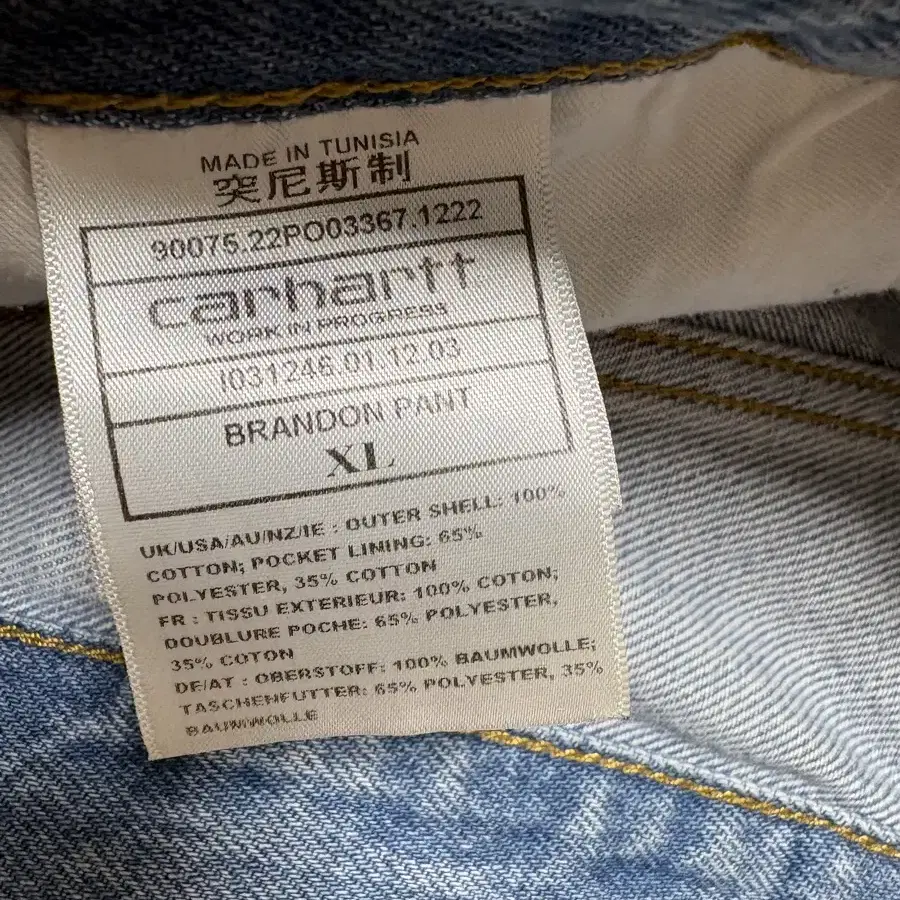 MADE IN TUNISIA
突尼斯制
90075.22PO03367.1222
carhartt
WORK IN PROGRESS
I031246.01.12.03
BRANDON PANT
XL
UK/USA/AU/NZ/IE : OUTER SHELL: 100%
COTTON; POCKET LINING: 65%
POLYESTER, 35% COTTON
FR : TISSU EXTERIEUR: 100% COTON;
DOUBLURE POCHE: 65% POLYESTER,
35% COTON
DE/AT : OBERSTOFF: 100% BAUMWOLLE;
TASCHENFUTTER: 65% POLYESTER, 35%
BAUMWOLLE